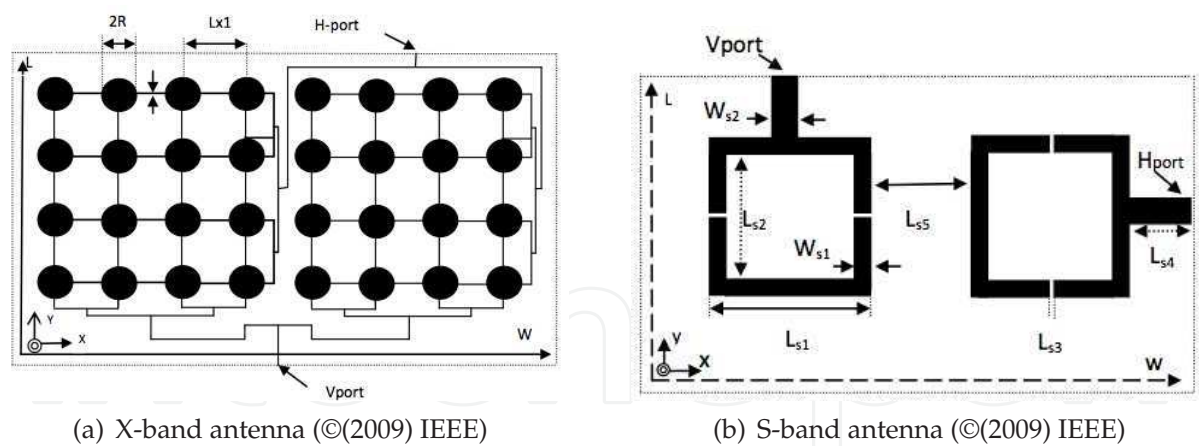 2R
Lx1
H-port
L
Y
X
W
Vport
(a) X-band antenna (©(2009) IEEE)
Vport
L
Ws2
Hport
Ls2
Ls5
Ws1
Ls4
Ls1
Ls3
Y
X
W
(b) S-band antenna (©(2009) IEEE)